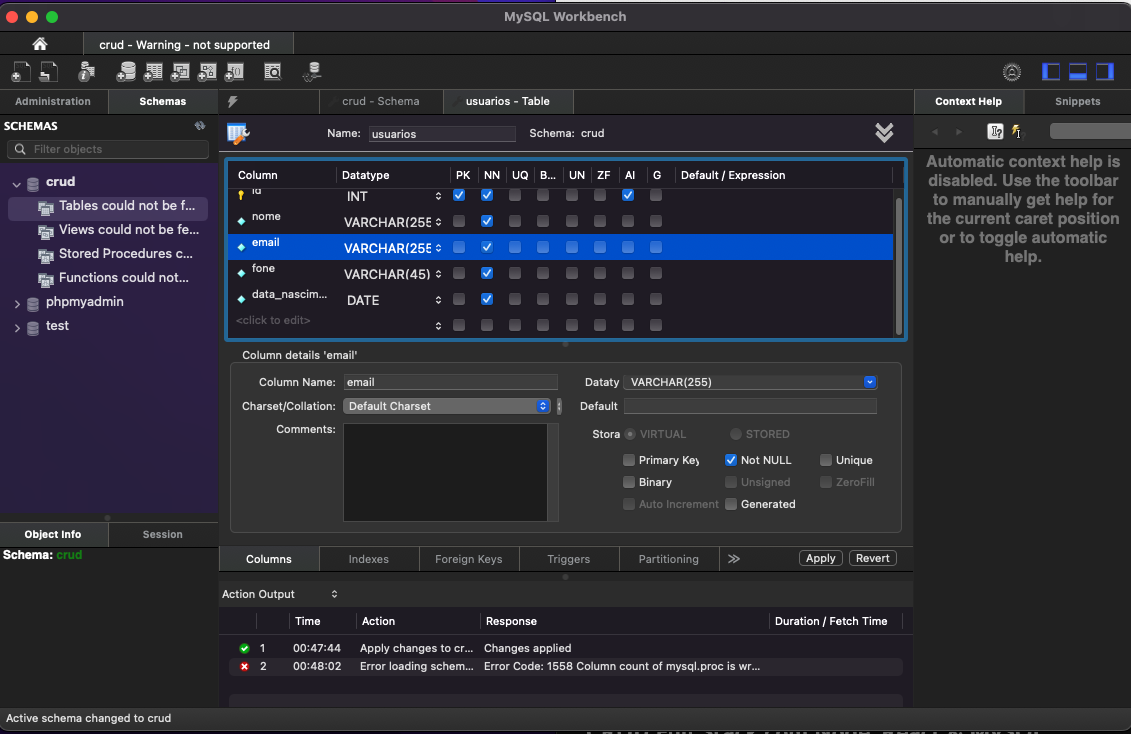 MySQL Workbench
crud - Warning - not supported
Administration
Schemas
SCHEMAS
Filter objects
crud
Tables could not be f...
Views could not be fe...
Stored Procedures c...
Functions could not...
phpmyadmin
test
Object Info
Session
Schema: crud
crud - Schema
usuarios - Table
Name:
usuarios
Schema: crud
Column Datatype PK NN UQ B... UN ZF AI G Default / Expression
id INT
nome VARCHAR(255
email VARCHAR(255
fone VARCHAR(45)
data_nascim... DATE
<click to edit>
Column details 'email'
Column Name: email
Dataty VARCHAR(255)
Charset/Collation: Default Charset
Default
Comments:
Stora VIRTUAL STORED
Primary Key Not NULL Unique
Binary Unsigned ZeroFill
Auto Increment Generated
Columns
Indexes
Foreign Keys
Triggers
Partitioning
Apply
Revert
Action Output
Time Action Response Duration / Fetch Time
1 00:47:44 Apply changes to cr... Changes applied
2 00:48:02 Error loading schem... Error Code: 1558 Column count of mysql.proc is wr...
Context Help
Snippets
Automatic context help is
disabled. Use the toolbar
to manually get help for
the current caret position
or to toggle automatic
help.
Active schema changed to crud